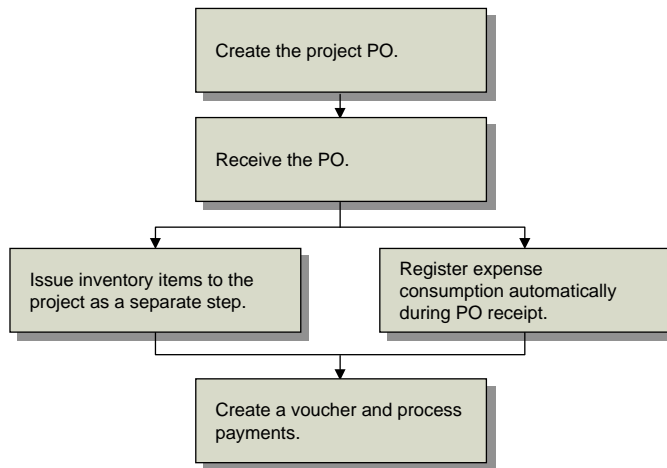 Create the project PO.
Receive the PO.
Issue inventory items to the
project as a separate step.
Register expense
consumption automatically
during PO receipt.
Create a voucher and process
payments.